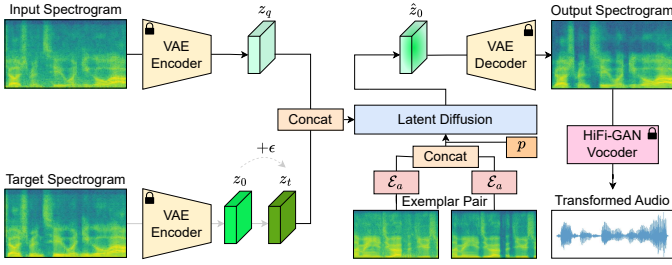 Input Spectrogram
VAE
Encoder
z_q
Concat
Target Spectrogram
VAE
Encoder
z_0
+ϵ
z_t
ẑ_0
VAE
Decoder
Output Spectrogram
Latent Diffusion
p
Concat
ℰ_a
ℰ_a
Exemplar Pair
HiFi-GAN
Vocoder
Transformed Audio